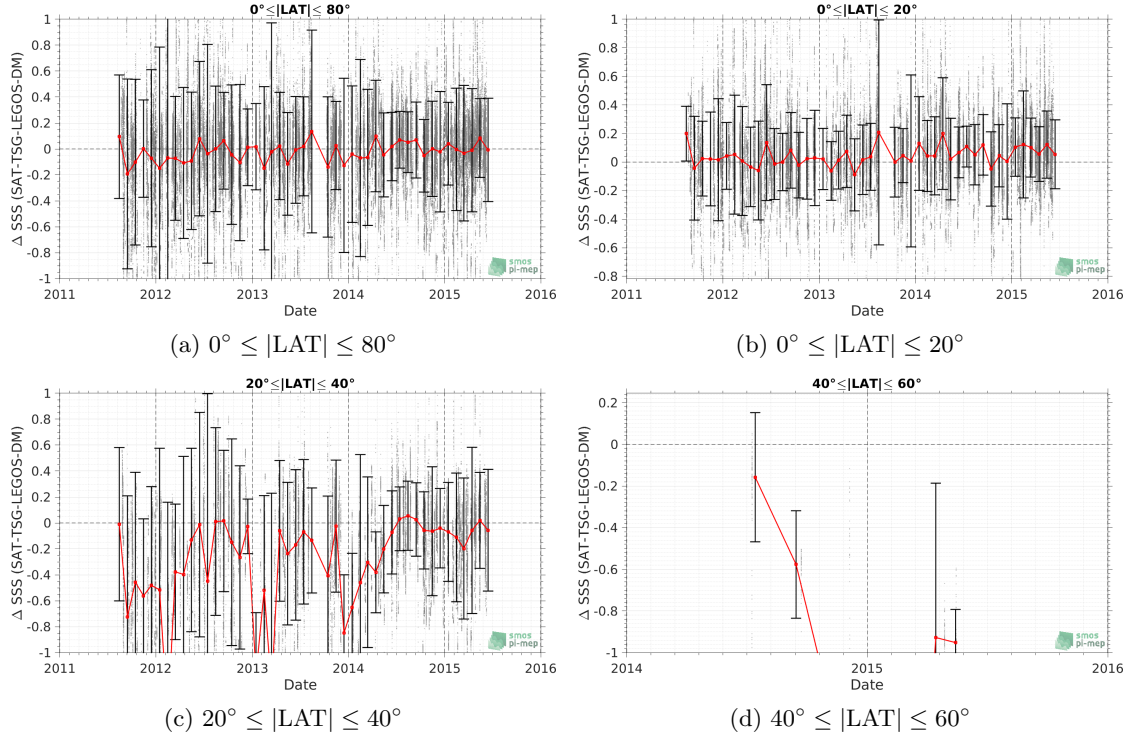 0°≤|LAT|≤ 80°
Δ SSS (SAT-TSG-LEGOS-DM)
1
0.8
0.6
0.4
0.2
0
-0.2
-0.4
-0.6
-0.8
-1
2011 2012 2013 2014 2015 2016
Date
smos
pi-mep
(a) 0° ≤ |LAT| ≤ 80°
0°≤|LAT|≤ 20°
Δ SSS (SAT-TSG-LEGOS-DM)
1
0.8
0.6
0.4
0.2
0
-0.2
-0.4
-0.6
-0.8
2011 2012 2013 2014 2015 2016
Date
smos
pi-mep
(b) 0° ≤ |LAT| ≤ 20°
20°≤|LAT|≤ 40°
Δ SSS (SAT-TSG-LEGOS-DM)
1
0.8
0.6
0.4
0.2
0
-0.2
-0.4
-0.6
-0.8
-1
2011 2012 2013 2014 2015 2016
Date
smos
pi-mep
(c) 20° ≤ |LAT| ≤ 40°
40°≤|LAT|≤ 60°
Δ SSS (SAT-TSG-LEGOS-DM)
0.2
0
-0.2
-0.4
-0.6
-0.8
-1
2014 2015 2016
Date
smos
pi-mep
(d) 40° ≤ |LAT| ≤ 60°